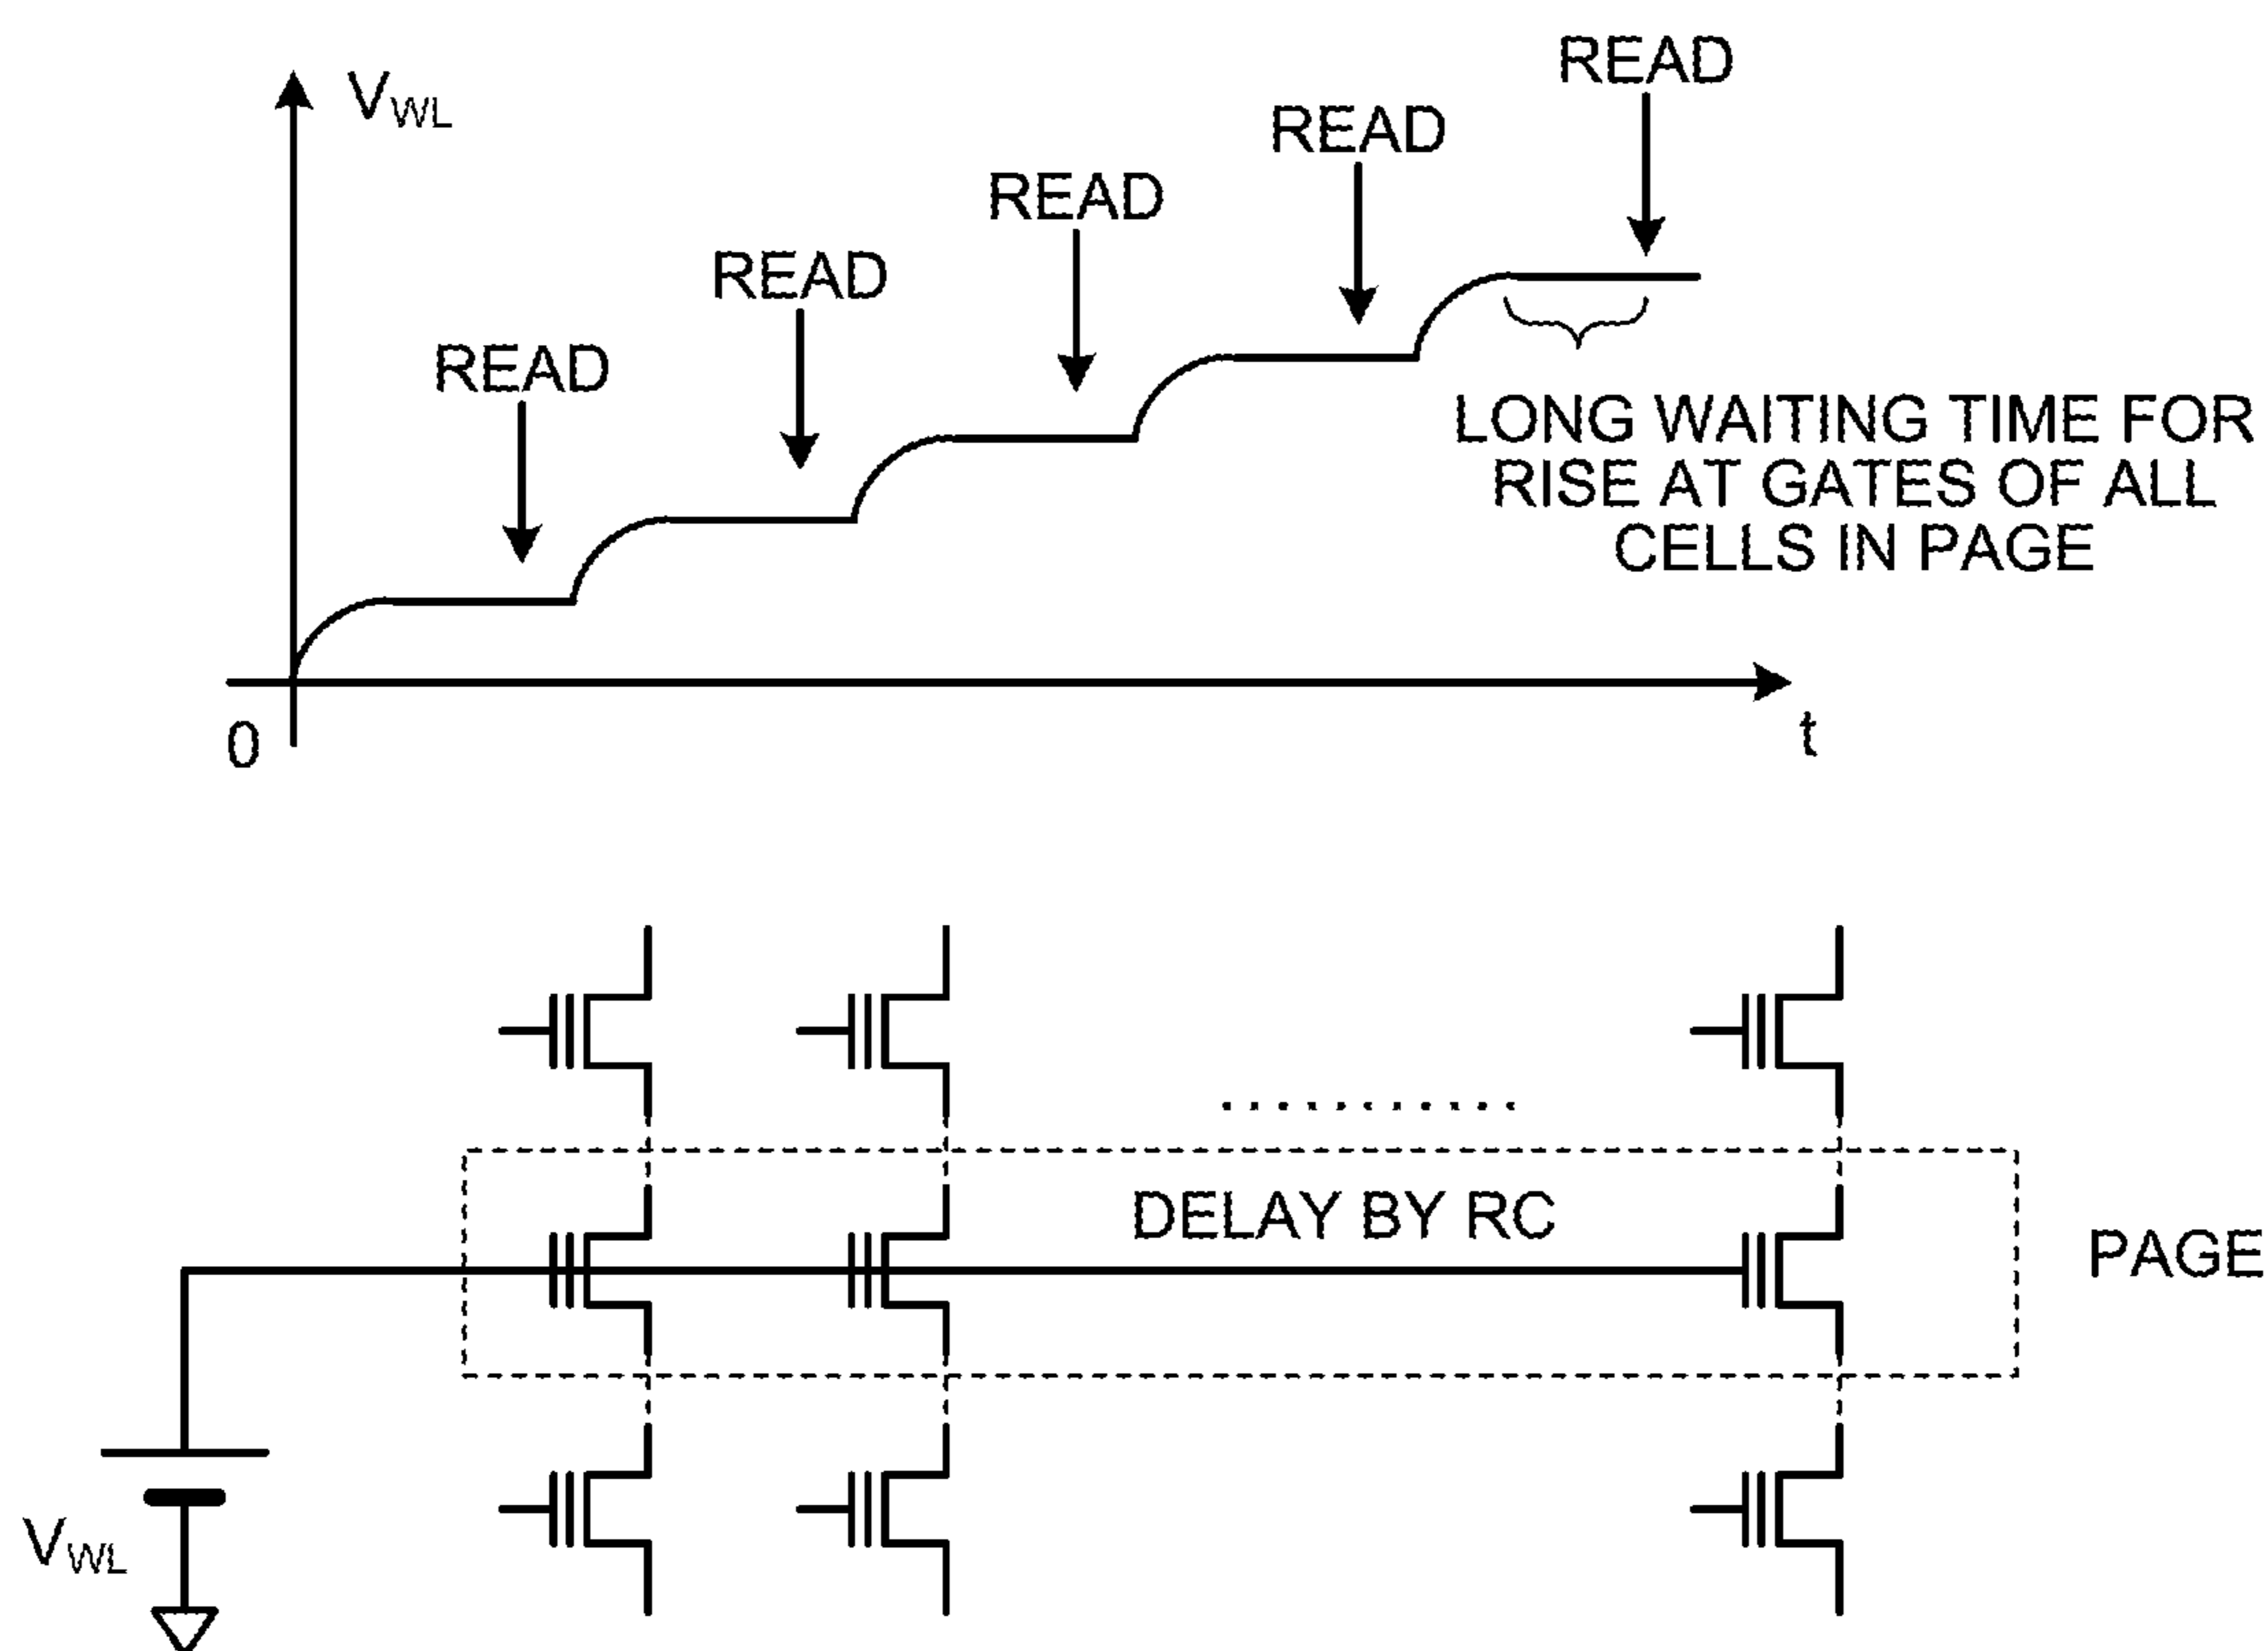 READ
V_WL
READ
READ
READ
READ
LONG WAITING TIME FOR
RISE AT GATES OF ALL
CELLS IN PAGE
0
t
DELAY BY RC
PAGE
V_WL